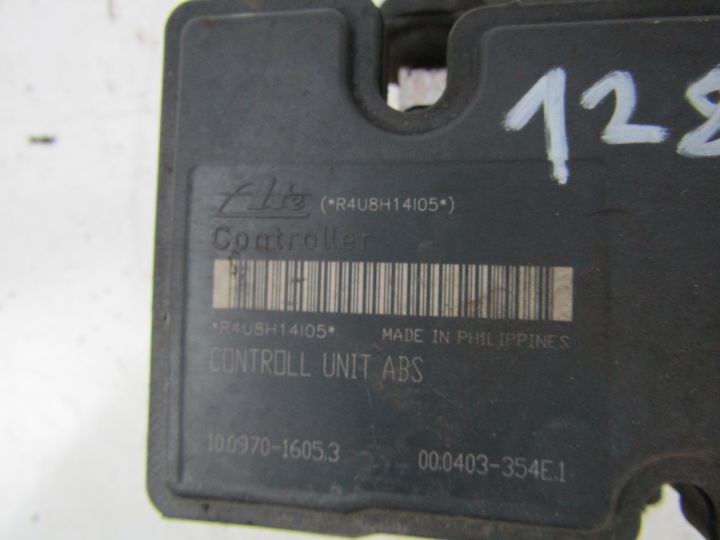 128
Ate (*R4U8H14I05*)
Controller
*R4U8H14I05* MADE IN PHILIPPINES
CONTROLL UNIT ABS
10.0970-1605.3 00.0403-354E.1